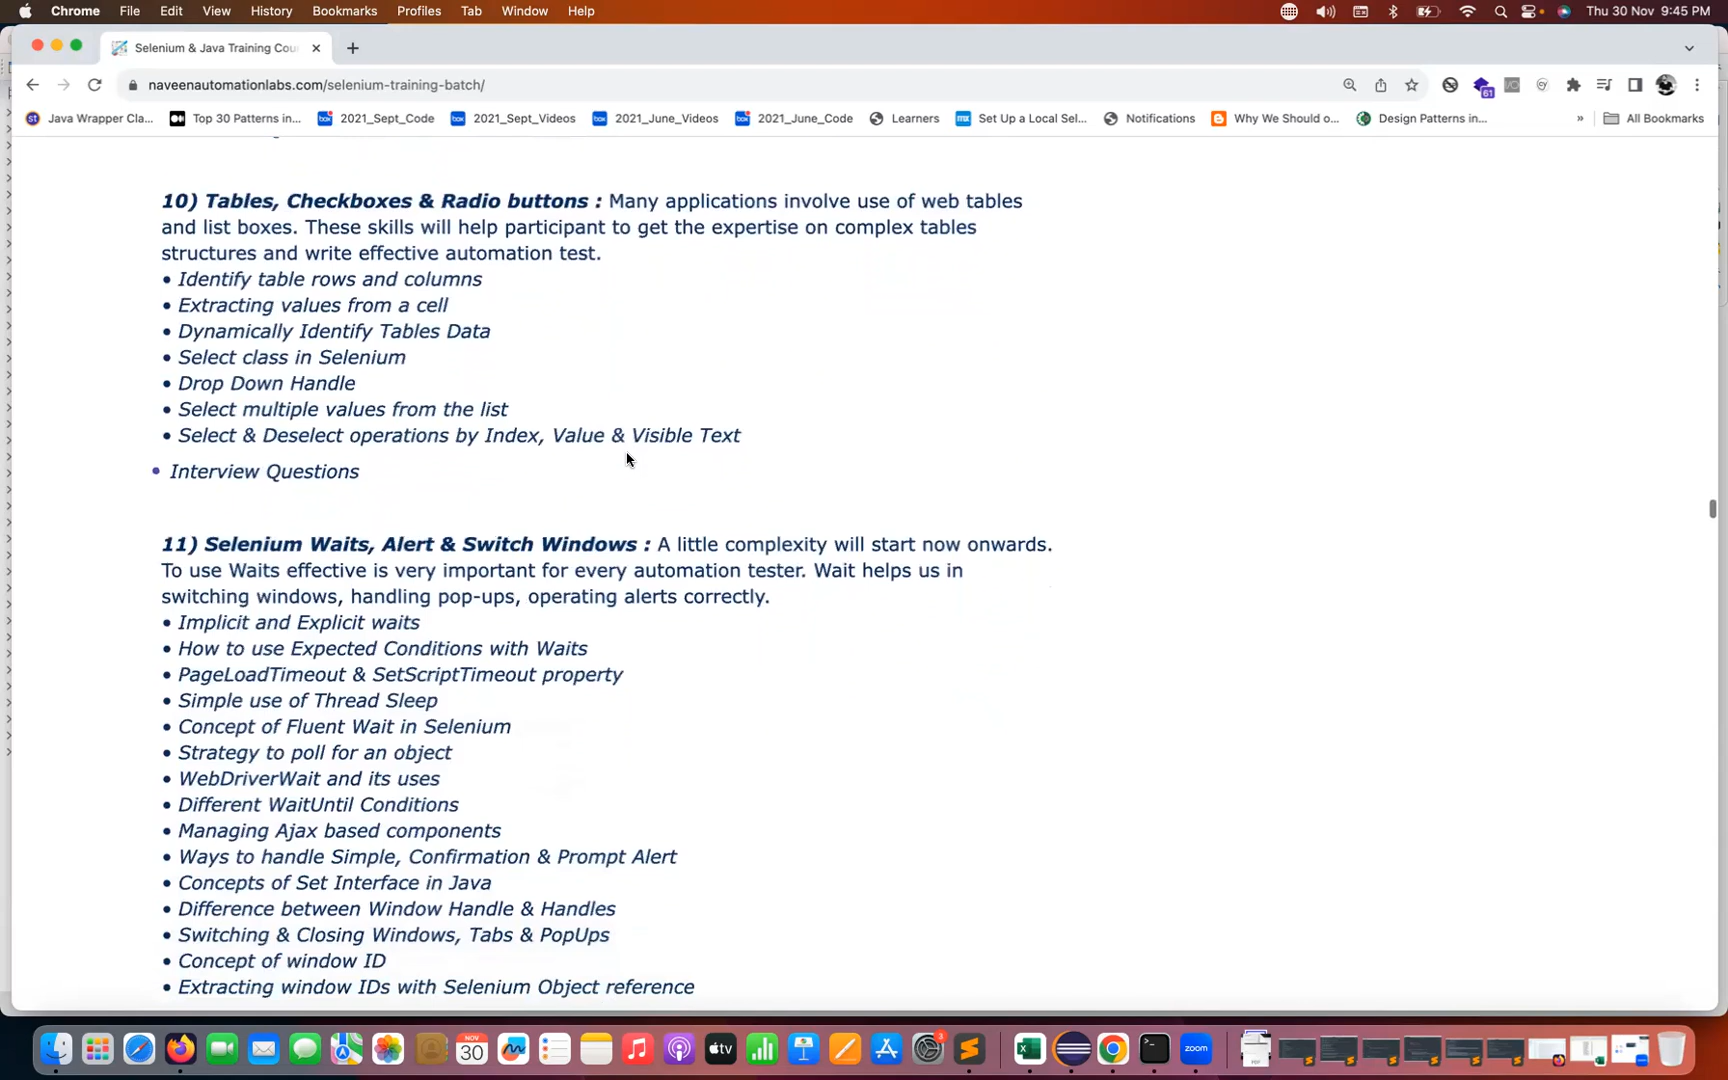 Chrome File Edit View History Bookmarks Profiles Tab Window Help Thu 30 Nov 9:45 PM
Selenium & Java Training Cou
naveenautomationlabs.com/selenium-training-batch/
61
Java Wrapper Cla... Top 30 Patterns in... 2021_Sept_Code 2021_Sept_Videos 2021_June_Videos 2021_June_Code Learners Set Up a Local Sel... Notifications Why We Should o... Design Patterns in... » All Bookmarks
10) Tables, Checkboxes & Radio buttons : Many applications involve use of web tables
and list boxes. These skills will help participant to get the expertise on complex tables
structures and write effective automation test.
• Identify table rows and columns
• Extracting values from a cell
• Dynamically Identify Tables Data
• Select class in Selenium
• Drop Down Handle
• Select multiple values from the list
• Select & Deselect operations by Index, Value & Visible Text
• Interview Questions
11) Selenium Waits, Alert & Switch Windows : A little complexity will start now onwards.
To use Waits effective is very important for every automation tester. Wait helps us in
switching windows, handling pop-ups, operating alerts correctly.
• Implicit and Explicit waits
• How to use Expected Conditions with Waits
• PageLoadTimeout & SetScriptTimeout property
• Simple use of Thread Sleep
• Concept of Fluent Wait in Selenium
• Strategy to poll for an object
• WebDriverWait and its uses
• Different WaitUntil Conditions
• Managing Ajax based components
• Ways to handle Simple, Confirmation & Prompt Alert
• Concepts of Set Interface in Java
• Difference between Window Handle & Handles
• Switching & Closing Windows, Tabs & PopUps
• Concept of window ID
• Extracting window IDs with Selenium Object reference
NOV
30
tv
3
zoom